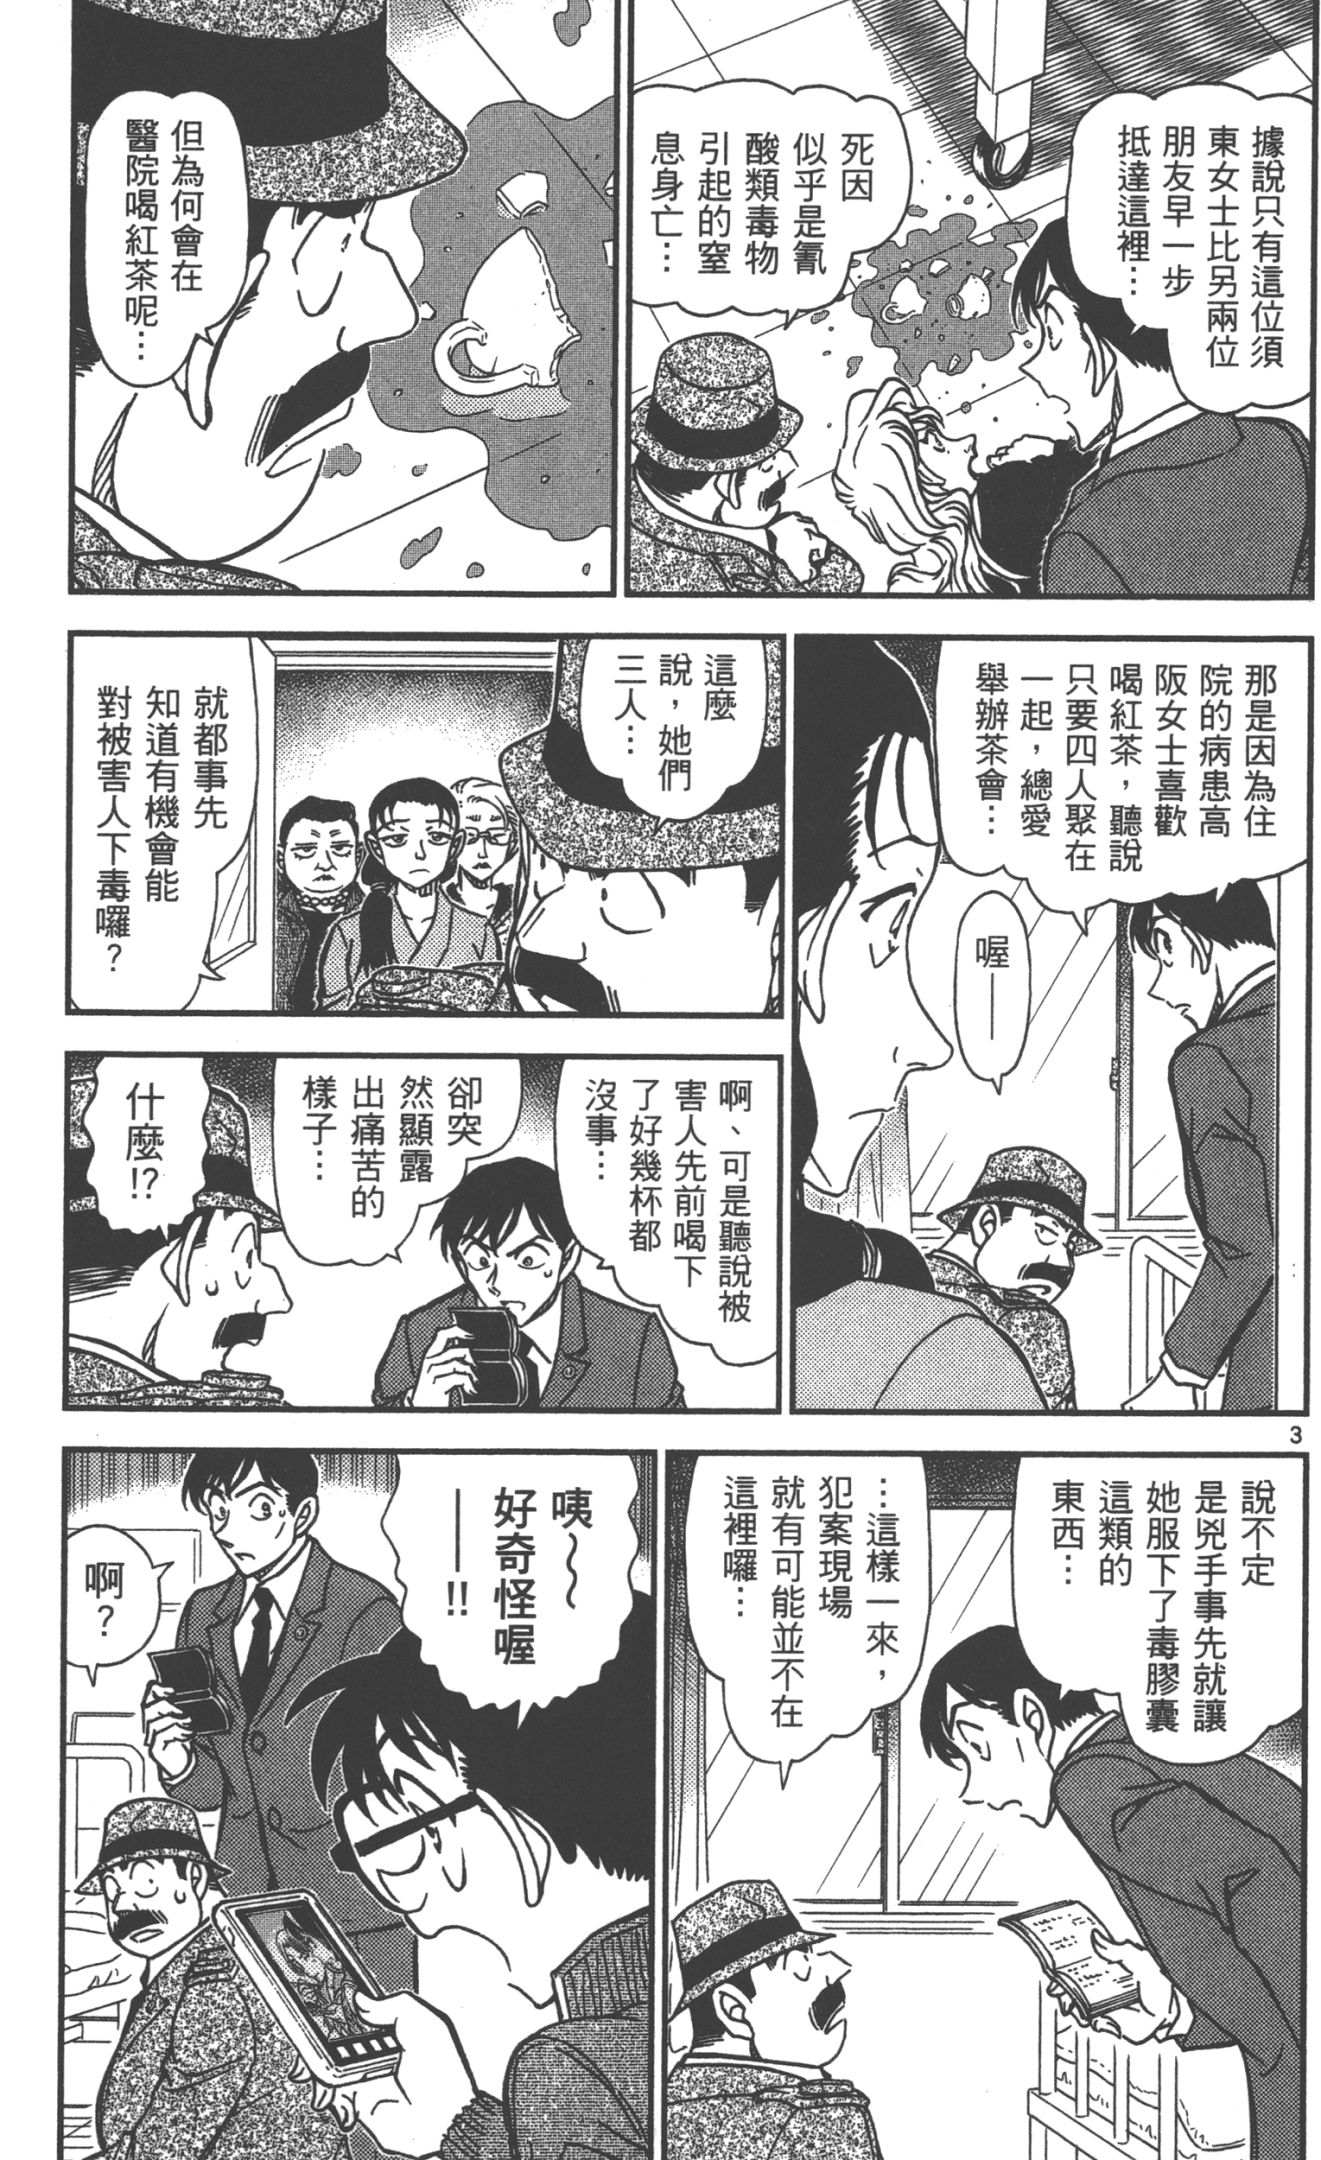 據說只有這位須
東女士比另兩位
朋友早一步
抵達這裡…
死因
似乎是氰
酸類毒物
引起的窒
息身亡…
但為何會在
醫院喝紅茶呢…
那是因為住
院的病患高
阪女士喜歡
喝紅茶，聽說
只要四人聚在
一起，總愛
舉辦茶會…
喔—
這麼
說，她們
三人…
就都事先
知道有機會能
對被害人下毒囉？
啊、可是聽說被
害人先前喝下
了好幾杯都
沒事…
卻突
然顯露
出痛苦的
樣子…
什麼!?
3
說不定
是兇手事先就讓
她服下了毒膠囊
這類的
東西…
…這樣一來，
犯案現場
就有可能並不在
這裡囉…
咦～
好奇怪喔
—!!
啊？